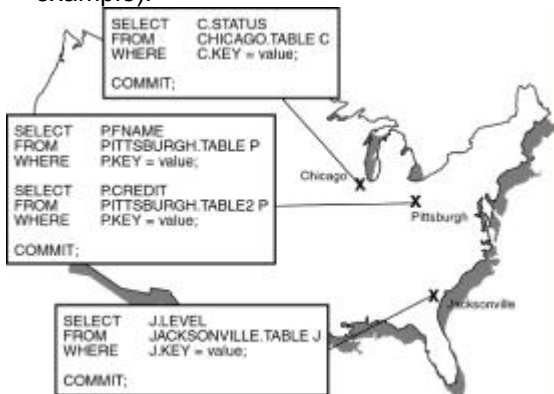 example).
SELECT C.STATUS
FROM CHICAGO.TABLE C
WHERE C.KEY = value;
COMMIT;
SELECT P.FNAME
FROM PITTSBURGH.TABLE P
WHERE P.KEY = value;
SELECT P.CREDIT
FROM PITTSBURGH.TABLE2 P
WHERE P.KEY = value;
COMMIT;
Chicago
X
X
Pittsburgh
X
Jacksonville
SELECT J.LEVEL
FROM JACKSONVILLE.TABLE J
WHERE J.KEY = value;
COMMIT;